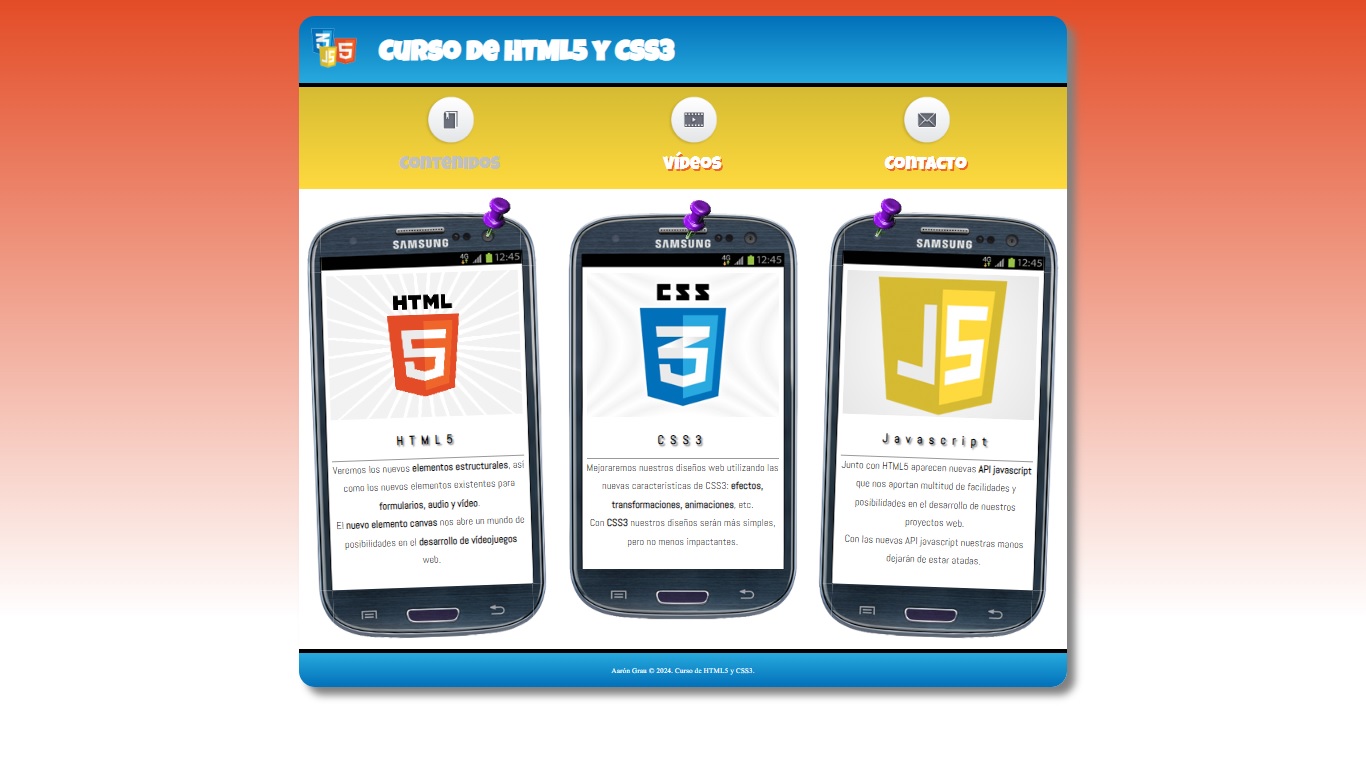 3
JS 5
Curso de HTML5 y CSS3
Contenidos
Vídeos
Contacto
SAMSUNG
4G 12:45
HTML
5
HTML5
Veremos los nuevos elementos estructurales, así
como los nuevos elementos existentes para
formularios, audio y vídeo.
El nuevo elemento canvas nos abre un mundo de
posibilidades en el desarrollo de videojuegos
web.
SAMSUNG
4G 12:45
CSS
3
CSS3
Mejoraremos nuestros diseños web utilizando las
nuevas características de CSS3: efectos,
transformaciones, animaciones, etc.
Con CSS3 nuestros diseños serán más simples,
pero no menos impactantes.
SAMSUNG
4G 12:45
JS
Javascript
Junto con HTML5 aparecen nuevas API javascript
que nos aportan multitud de facilidades y
posibilidades en el desarrollo de nuestros
proyectos web.
Con las nuevas API javascript nuestras manos
dejarán de estar atadas.
Aarón Grau © 2024. Curso de HTML5 y CSS3.